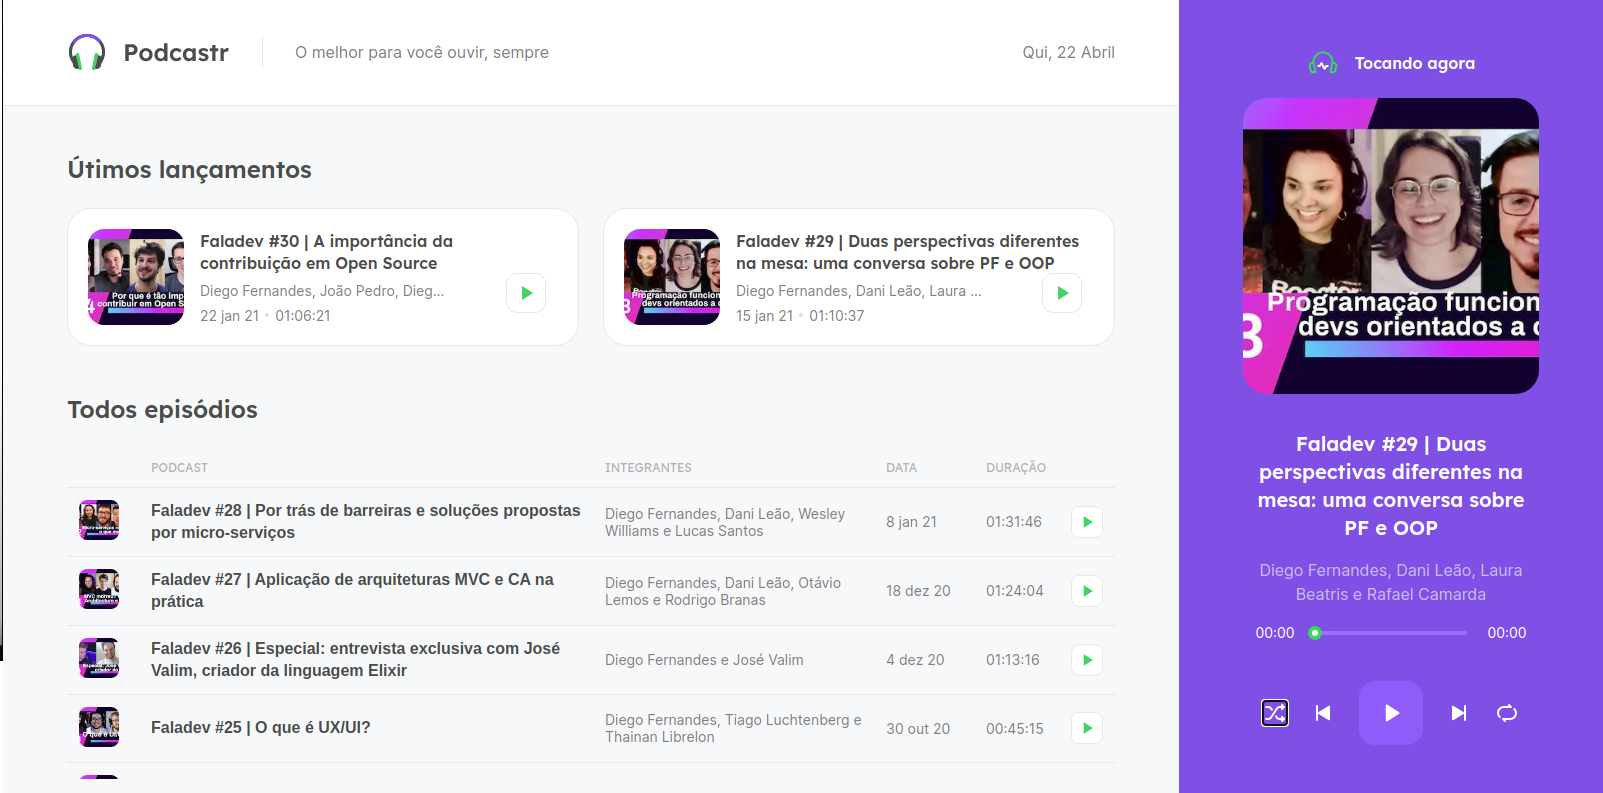 Podcastr
O melhor para você ouvir, sempre
Qui, 22 Abril
Útimos lançamentos
Por que é tão imp
contribuir em Open S
Faladev #30 | A importância da
contribuição em Open Source
Diego Fernandes, João Pedro, Dieg...
22 jan 21 • 01:06:21
Programação funcion
devs orientados a
Faladev #29 | Duas perspectivas diferentes
na mesa: uma conversa sobre PF e OOP
Diego Fernandes, Dani Leão, Laura ...
15 jan 21 • 01:10:37
Todos episódios
PODCAST INTEGRANTES DATA DURAÇÃO
Faladev #28 | Por trás de barreiras e soluções propostas
por micro-serviços
Diego Fernandes, Dani Leão, Wesley
Williams e Lucas Santos
8 jan 21
01:31:46
Faladev #27 | Aplicação de arquiteturas MVC e CA na
prática
Diego Fernandes, Dani Leão, Otávio
Lemos e Rodrigo Branas
18 dez 20
01:24:04
Faladev #26 | Especial: entrevista exclusiva com José
Valim, criador da linguagem Elixir
Diego Fernandes e José Valim
4 dez 20
01:13:16
Faladev #25 | O que é UX/UI?
Diego Fernandes, Tiago Luchtenberg e
Thainan Librelon
30 out 20
00:45:15
Tocando agora
Programação funcion
3 devs orientados a d
Faladev #29 | Duas
perspectivas diferentes na
mesa: uma conversa sobre
PF e OOP
Diego Fernandes, Dani Leão, Laura
Beatris e Rafael Camarda
00:00
00:00